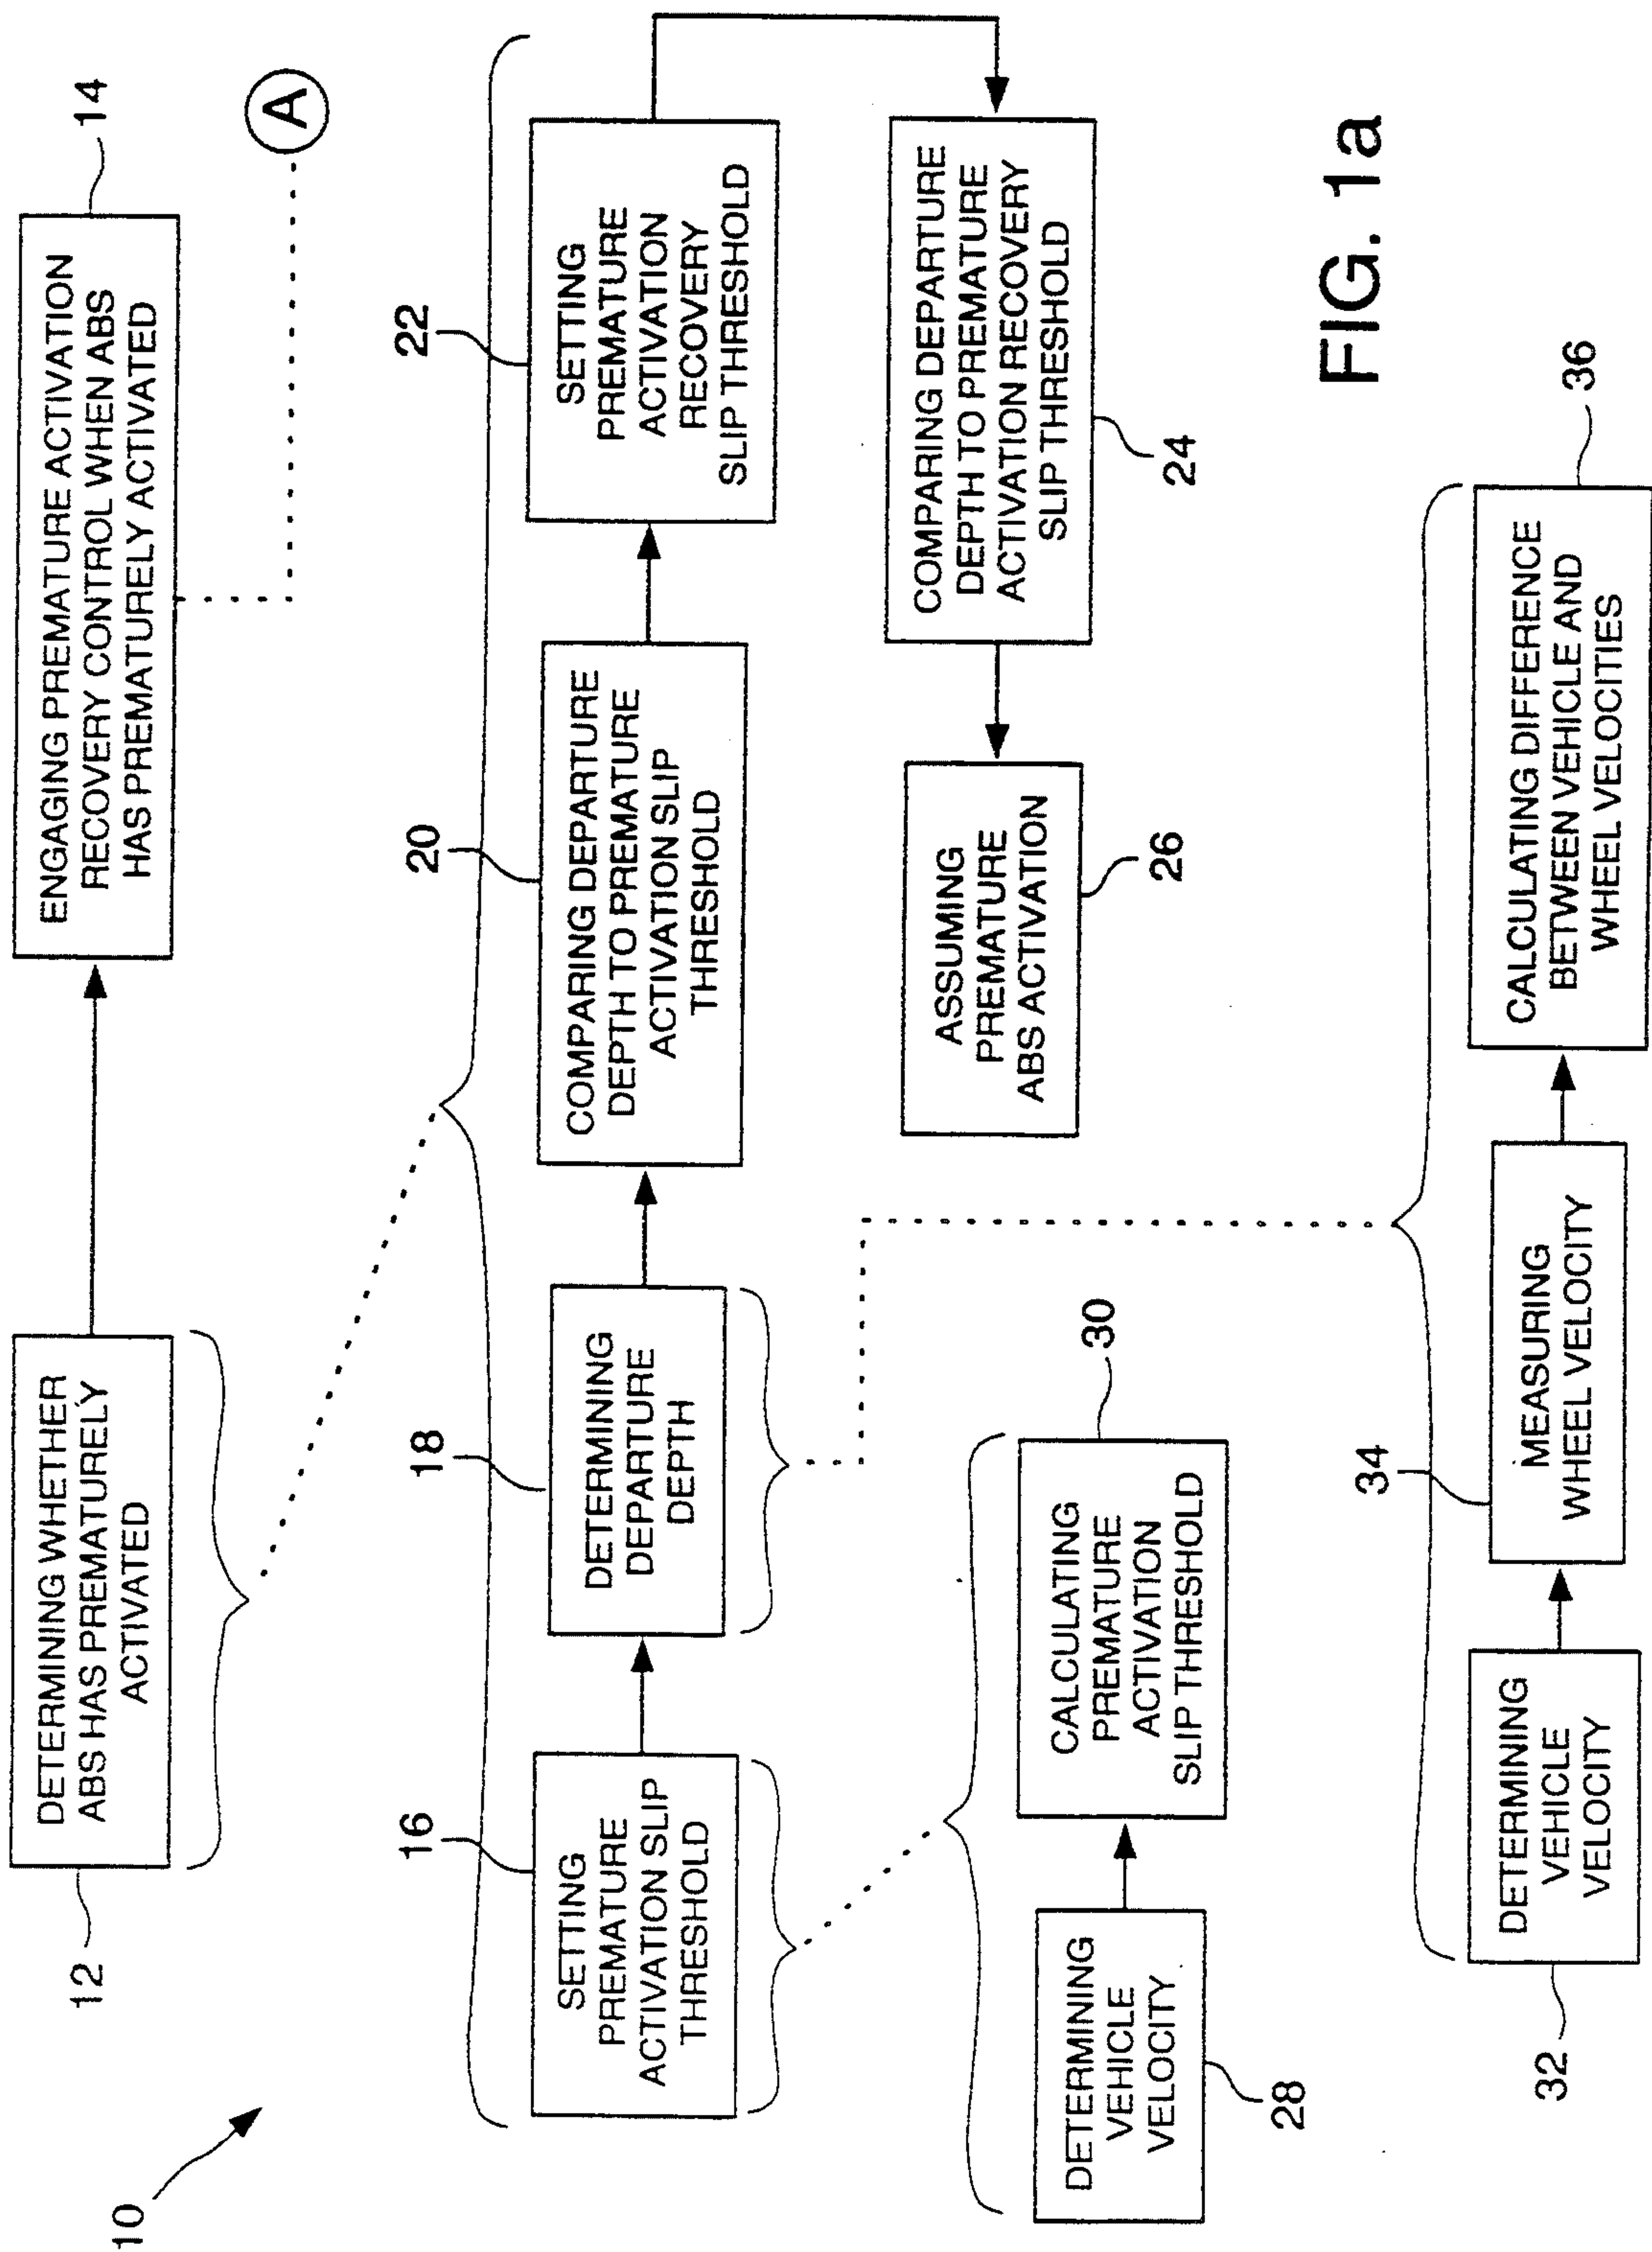 10
12
DETERMINING WHETHER
ABS HAS PREMATURELY
ACTIVATED
ENGAGING PREMATURE ACTIVATION
RECOVERY CONTROL WHEN ABS
HAS PREMATURELY ACTIVATED
14
A
16
SETTING
PREMATURE
ACTIVATION SLIP
THRESHOLD
18
DETERMINING
DEPARTURE
DEPTH
20
COMPARING DEPARTURE
DEPTH TO PREMATURE
ACTIVATION SLIP
THRESHOLD
22
SETTING
PREMATURE
ACTIVATION
RECOVERY
SLIP THRESHOLD
COMPARING DEPARTURE
DEPTH TO PREMATURE
ACTIVATION RECOVERY
SLIP THRESHOLD
24
ASSUMING
PREMATURE
ABS ACTIVATION
26
DETERMINING
VEHICLE
VELOCITY
28
CALCULATING
PREMATURE
ACTIVATION
SLIP THRESHOLD
30
DETERMINING
VEHICLE
VELOCITY
32
34
MEASURING
WHEEL VELOCITY
CALCULATING DIFFERENCE
BETWEEN VEHICLE AND
WHEEL VELOCITIES
36
FIG. 1a